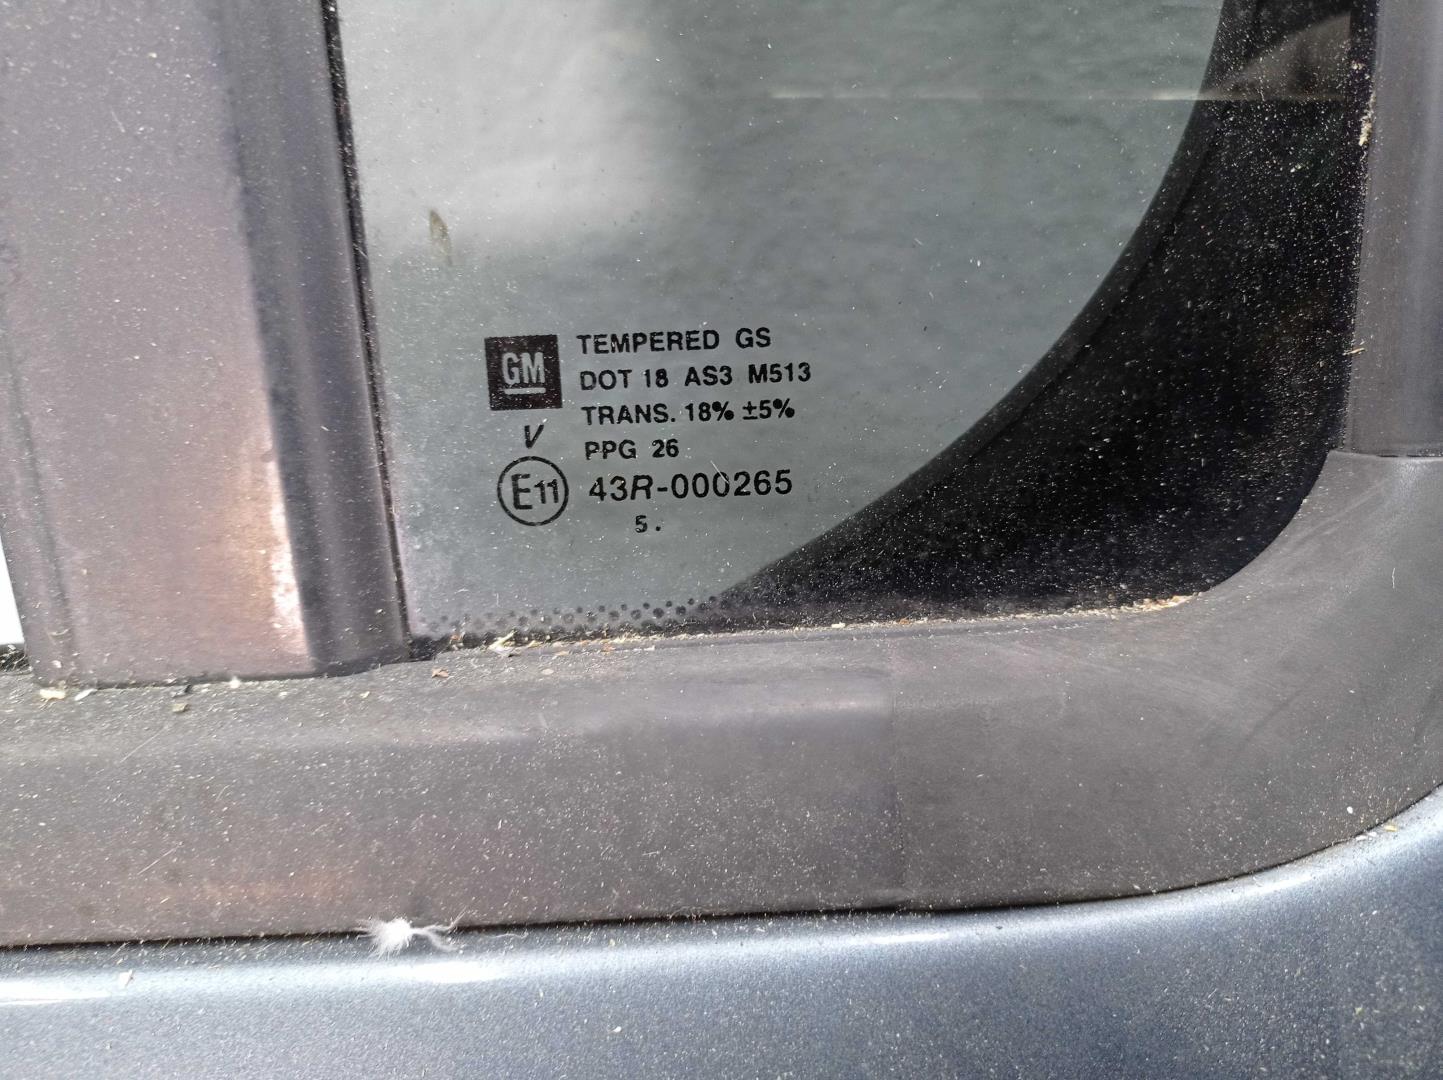 GM
TEMPERED GS
DOT 18 AS3 M513
TRANS. 18% ±5%
V
PPG 26
E11
43R-000265
5.